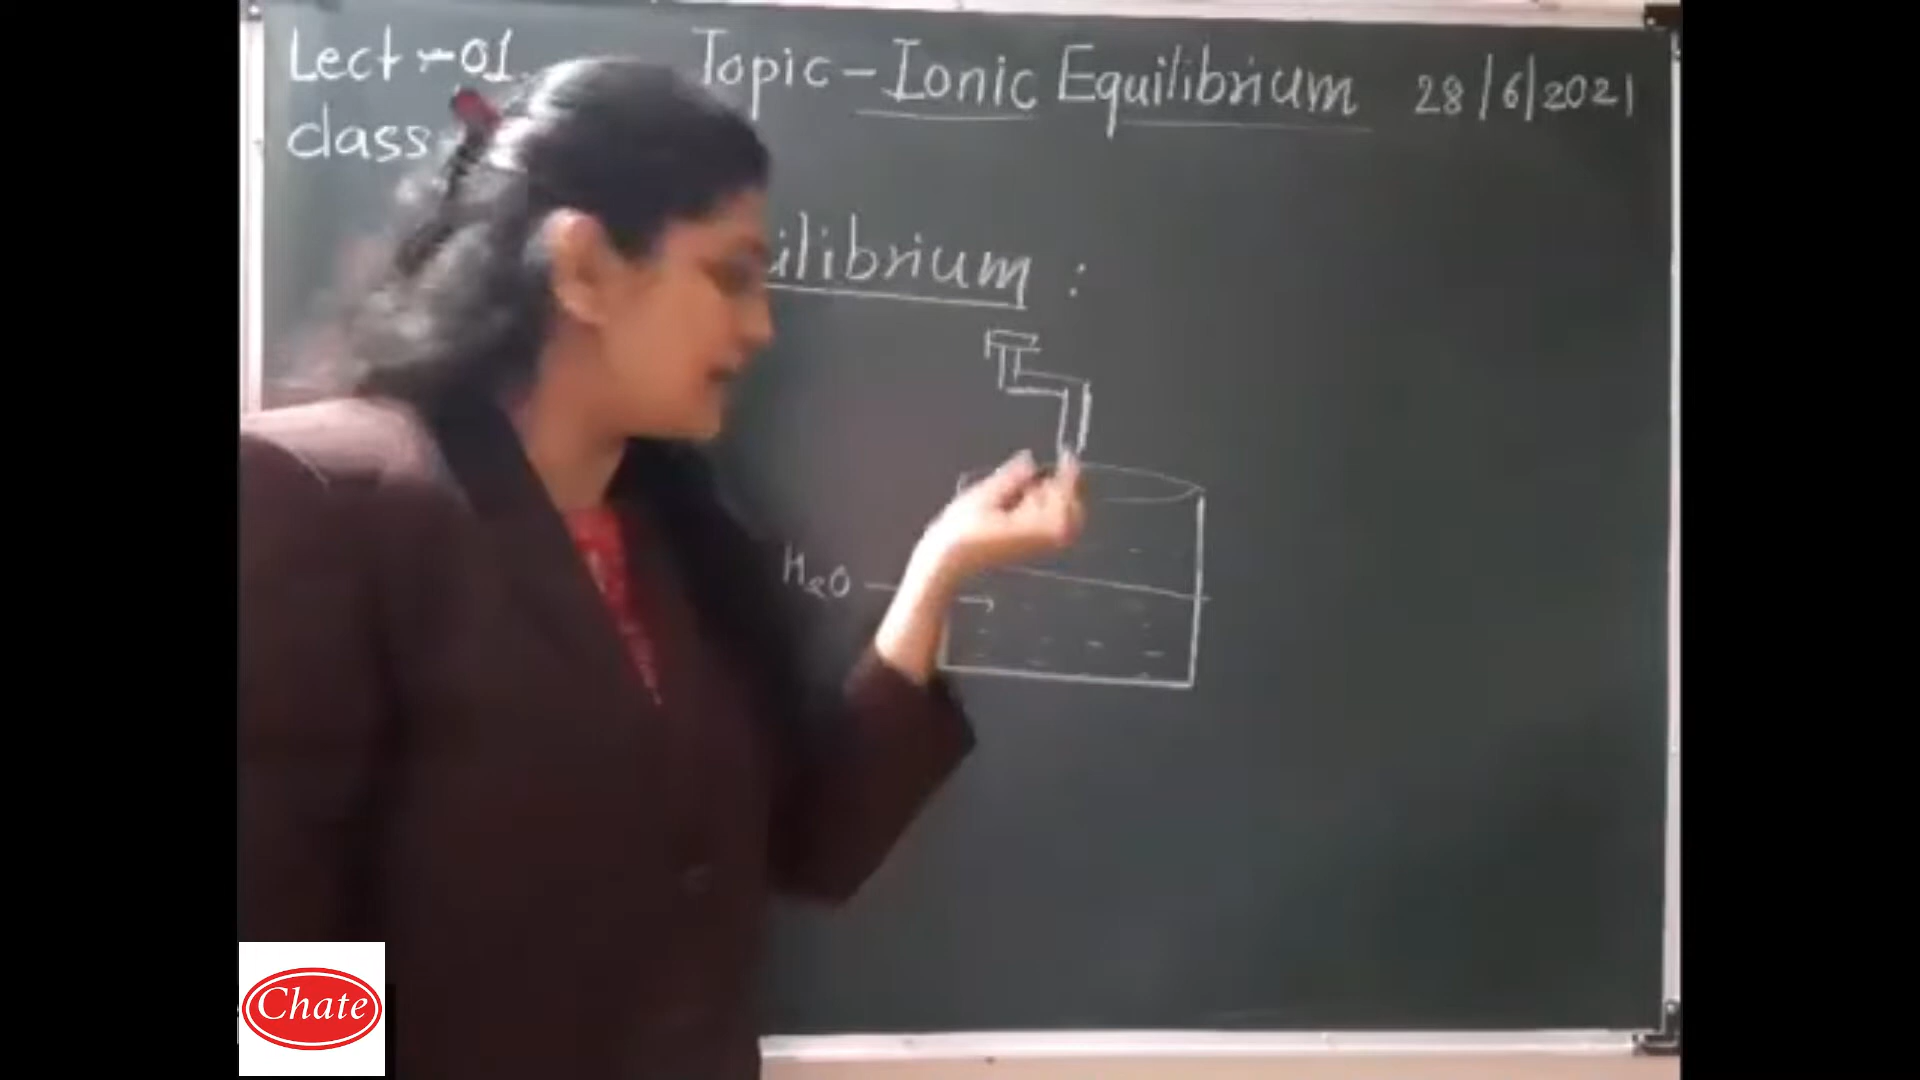 Lect - 01 Topic - Ionic Equilibrium 28/6/2021
class
ilibrium :
H2O
Chate